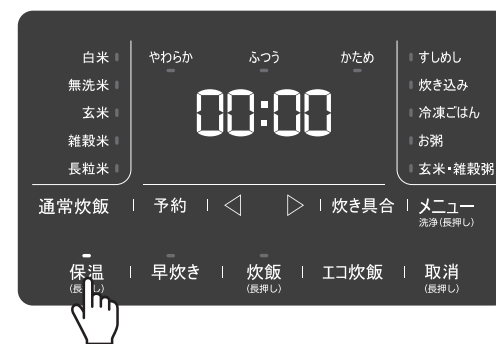 白米
無洗米
玄米
雑穀米
長粒米
やわらか ふつう かため
00:00
すしめし
炊き込み
冷凍ごはん
お粥
玄米・雑穀粥
通常炊飯 予約 ◁ ▷ 炊き具合 メニュー
洗浄(長押し)
保温 早炊き 炊飯 エコ炊飯 取消
(長押し) (長押し) (長押し)